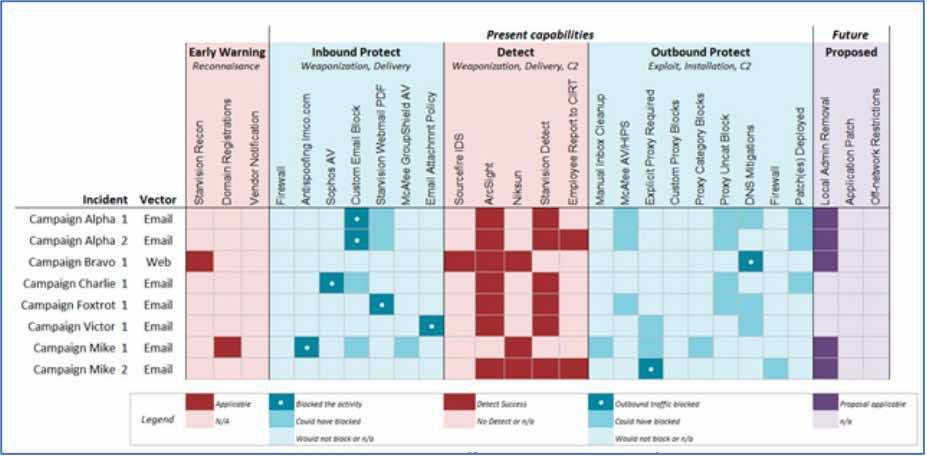 Present capabilities
Future
Early Warning
Inbound Protect
Detect
Outbound Protect
Proposed
Reconnaisance
Weaponization, Delivery
Weaponization, Delivery, C2
Exploit, Installation, C2
Incident
Vector
Starvision Recon
Domain Registrations
Vendor Notification
Firewall
Antispoofing lmco.com
Sophos AV
Custom Email Block
Starvision Webmail PDF
McAfee GroupShield AV
Email Attachmnt Policy
Sourcefire IDS
ArcSight
Niksun
Starvision Detect
Employee Report to CIRT
Manual Inbox Cleanup
McAfee AV/HIPS
Explicit Proxy Required
Custom Proxy Blocks
Proxy Category Blocks
Proxy Uncat Block
DNS Mitigations
Firewall
Patch(es) Deployed
Local Admin Removal
Application Patch
Off-network Restrictions
Campaign Alpha 1 Email
Campaign Alpha 2 Email
Campaign Bravo 1 Web
Campaign Charlie 1 Email
Campaign Foxtrot 1 Email
Campaign Victor 1 Email
Campaign Mike 1 Email
Campaign Mike 2 Email
Legend
Applicable
N/A
Blocked the activity
Could have blocked
Would not block or n/a
Detect Success
No Detect or n/a
Outbound traffic blocked
Could have blocked
Would not block or n/a
Proposal applicable
n/a